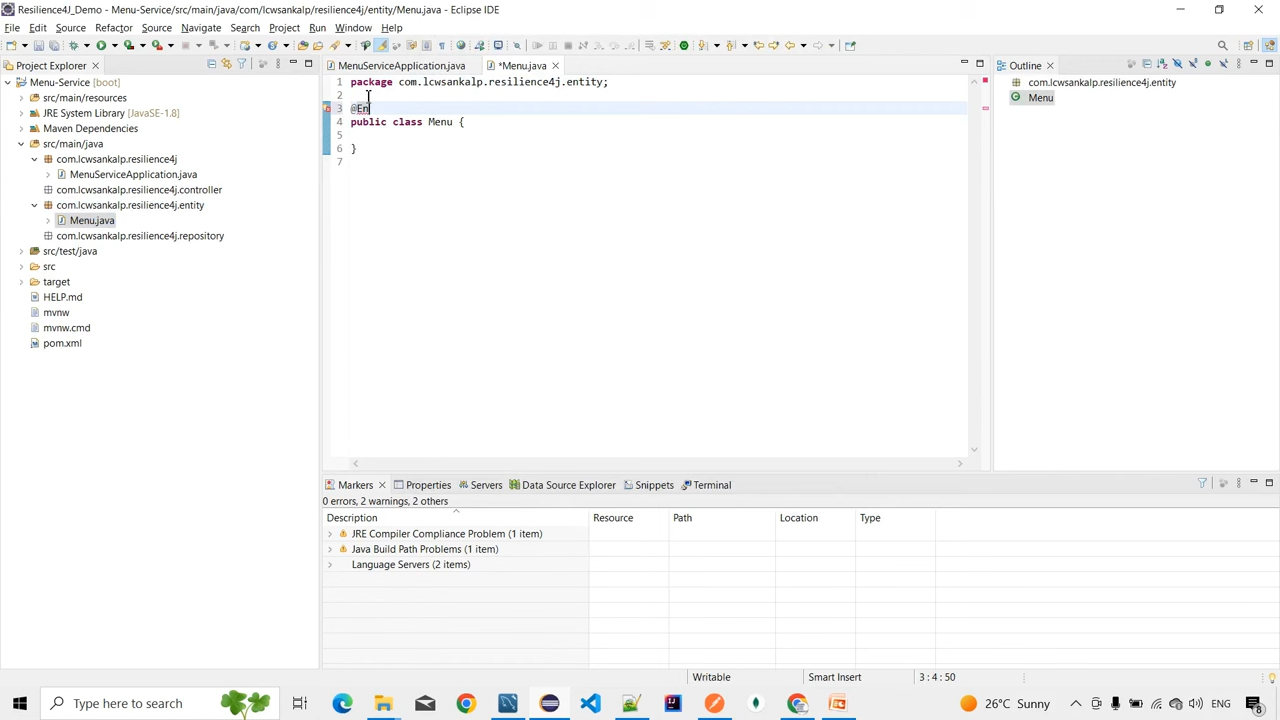 Resilience4J_Demo - Menu-Service/src/main/java/com/lcwsankalp/resilience4j/entity/Menu.java - Eclipse IDE
File Edit Source Refactor Source Navigate Search Project Run Window Help
Project Explorer
Menu-Service [boot]
src/main/resources
JRE System Library [JavaSE-1.8]
Maven Dependencies
src/main/java
com.lcwsankalp.resilience4j
MenuServiceApplication.java
com.lcwsankalp.resilience4j.controller
com.lcwsankalp.resilience4j.entity
Menu.java
com.lcwsankalp.resilience4j.repository
src/test/java
src
target
HELP.md
mvnw
mvnw.cmd
pom.xml
MenuServiceApplication.java *Menu.java
1 package com.lcwsankalp.resilience4j.entity;
2
3 @En
4 public class Menu {
5
6 }
7
Outline
com.lcwsankalp.resilience4j.entity
Menu
Markers Properties Servers Data Source Explorer Snippets Terminal
0 errors, 2 warnings, 2 others
Description Resource Path Location Type
JRE Compiler Compliance Problem (1 item)
Java Build Path Problems (1 item)
Language Servers (2 items)
Writable Smart Insert 3 : 4 : 50
Type here to search
26°C Sunny ENG 8